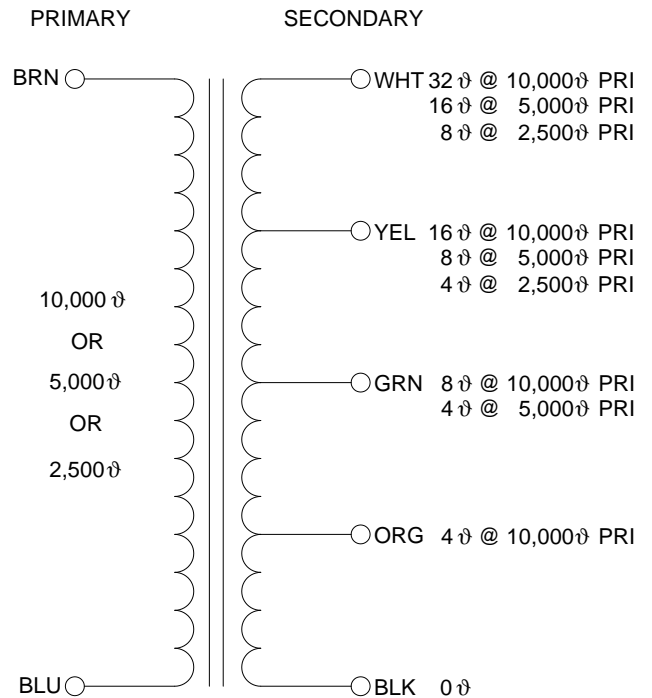 PRIMARY SECONDARY
BRN WHT 32 ϑ @ 10,000ϑ PRI
16 ϑ @ 5,000ϑ PRI
8 ϑ @ 2,500ϑ PRI
YEL 16 ϑ @ 10,000ϑ PRI
8 ϑ @ 5,000ϑ PRI
4 ϑ @ 2,500ϑ PRI
10,000 ϑ
OR
5,000ϑ
OR
2,500ϑ
GRN 8 ϑ @ 10,000ϑ PRI
4 ϑ @ 5,000ϑ PRI
ORG 4 ϑ @ 10,000ϑ PRI
BLU BLK 0 ϑ